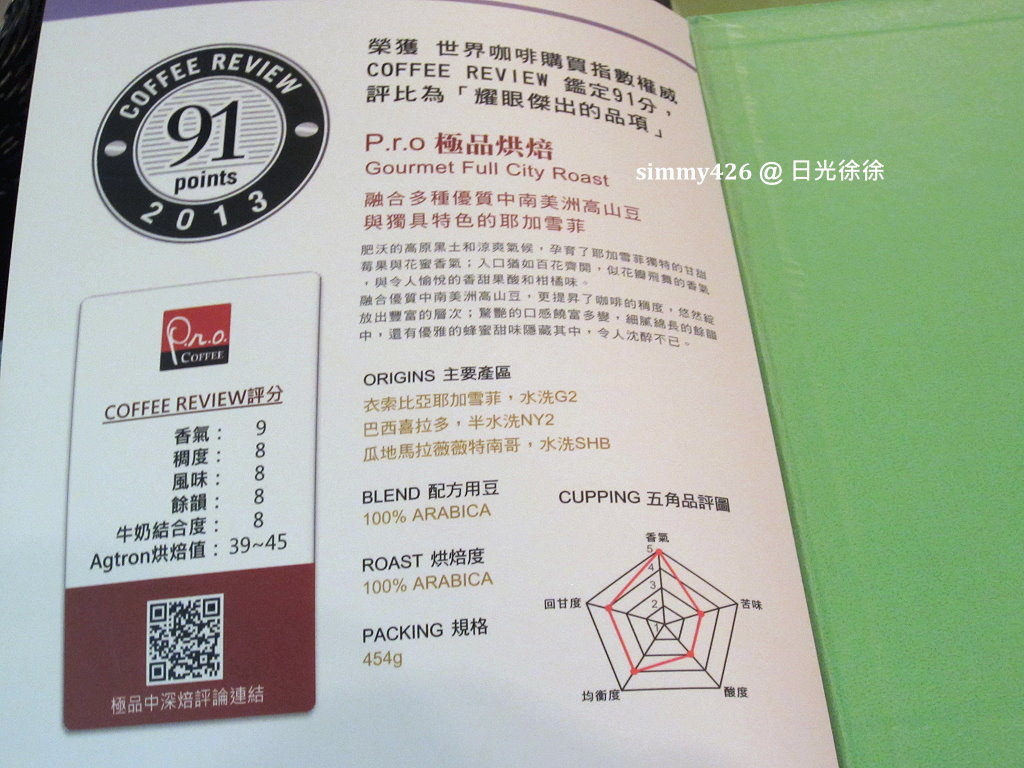 COFFEE REVIEW
91
points
2013
榮獲 世界咖啡購買指數權威
COFFEE REVIEW 鑑定91分，
評比為「耀眼傑出的品項」
P.r.o 極品烘焙
Gourmet Full City Roast
simmy426 @ 日光徐徐
融合多種優質中南美洲高山豆
與獨具特色的耶加雪菲
肥沃的高原黑土和涼爽氣候，孕育了耶加雪菲獨特的甘甜
莓果與花蜜香氣；入口猶如百花齊開，似花瓣飛舞的香氣
，與令人愉悅的香甜果酸和柑橘味。
融合優質中南美洲高山豆，更提昇了咖啡的稠度，悠然綻
放出豐富的層次；驚艷的口感饒富多變，細膩綿長的餘韻
中，還有優雅的蜂蜜甜味隱藏其中，令人沈醉不已。
P.r.o.
COFFEE
COFFEE REVIEW評分
香氣： 9
稠度： 8
風味： 8
餘韻： 8
牛奶結合度： 8
Agtron烘焙值： 39~45
極品中深焙評論連結
ORIGINS 主要產區
衣索比亞耶加雪菲，水洗G2
巴西喜拉多，半水洗NY2
瓜地馬拉薇薇特南哥，水洗SHB
BLEND 配方用豆
100% ARABICA
ROAST 烘焙度
100% ARABICA
PACKING 規格
454g
CUPPING 五角品評圖
香氣
5
4
3
2
1
回甘度
苦味
均衡度
酸度